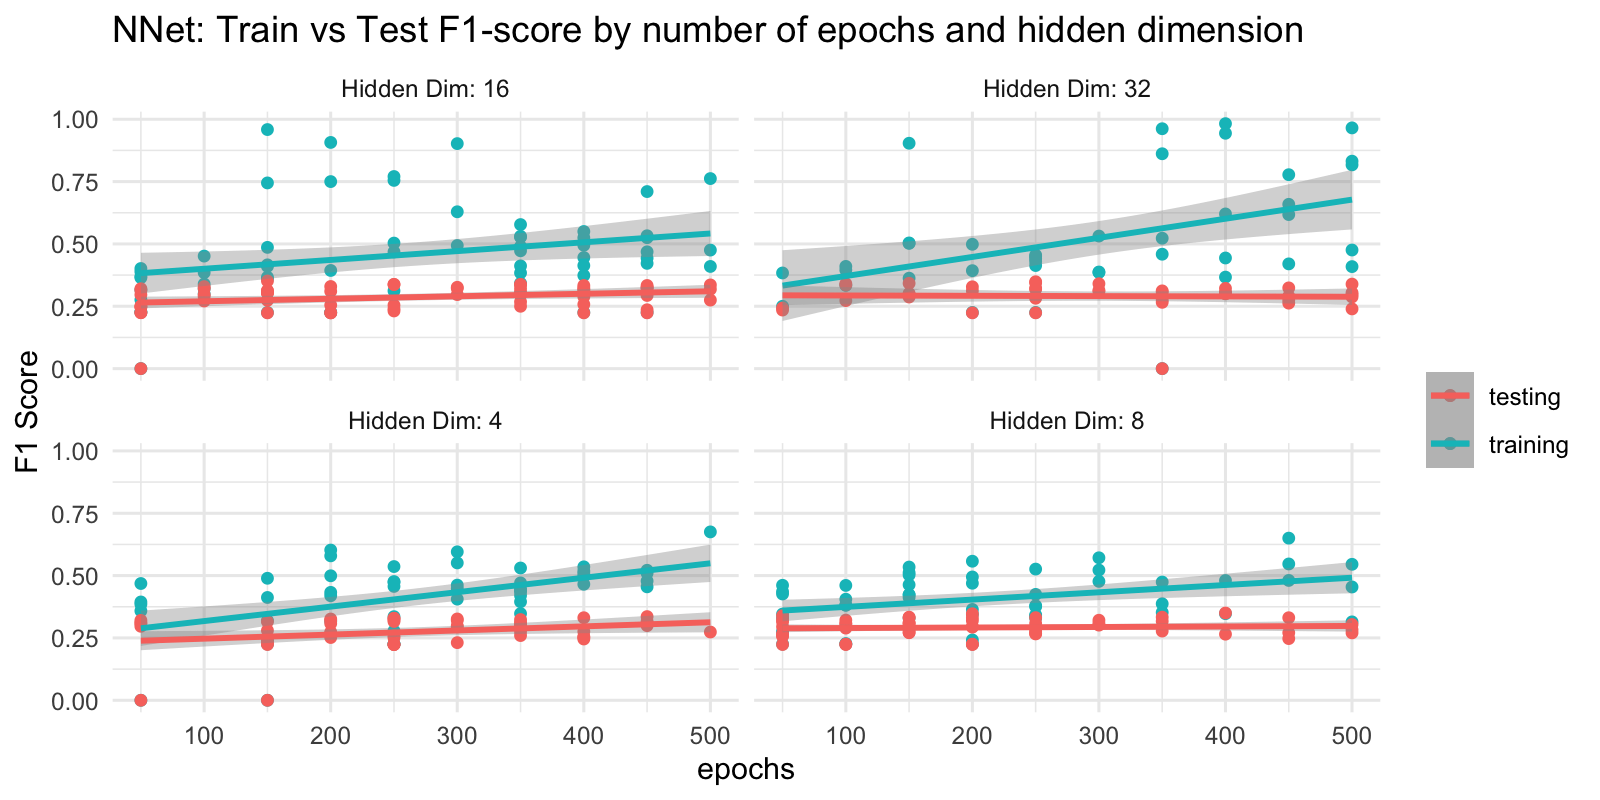 NNet: Train vs Test F1-score by number of epochs and hidden dimension
Hidden Dim: 16
Hidden Dim: 32
1.00
0.75
0.50
0.25
0.00
Hidden Dim: 4
Hidden Dim: 8
1.00
0.75
0.50
0.25
0.00
F1 Score
100
200
300
400
500
100
200
300
400
500
epochs
testing
training